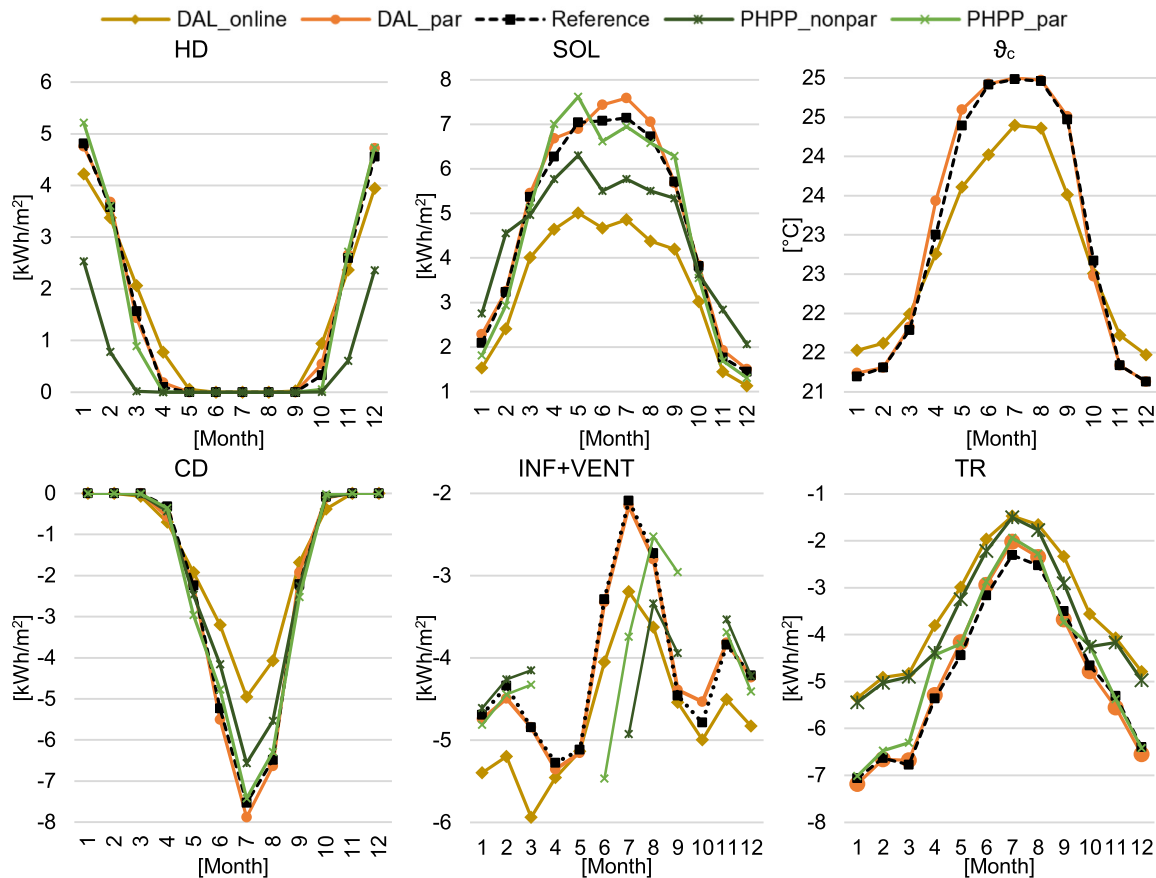 DAL_online DAL_par Reference PHPP_nonpar PHPP_par
HD SOL ϑc
6 8 25
5 7 25
4 6 24
3 5 24
2 4 23
1 3 23
0 2 22
1 22
21
[kWh/m²] [kWh/m²] [°C]
1 2 3 4 5 6 7 8 9 10 11 12
1 2 3 4 5 6 7 8 9 10 11 12
1 2 3 4 5 6 7 8 9 10 11 12
[Month] [Month] [Month]
CD INF+VENT TR
0 -2 -1
-1 -3 -2
-2 -4 -3
-3 -5 -4
-4 -6 -5
-5 -6
-6 -7
-7 -8
-8
[kWh/m²] [kWh/m²] [kWh/m²]
1 2 3 4 5 6 7 8 9 10 11 12
1 2 3 4 5 6 7 8 9 10 11 12
1 2 3 4 5 6 7 8 9 10 11 12
[Month] [Month] [Month]